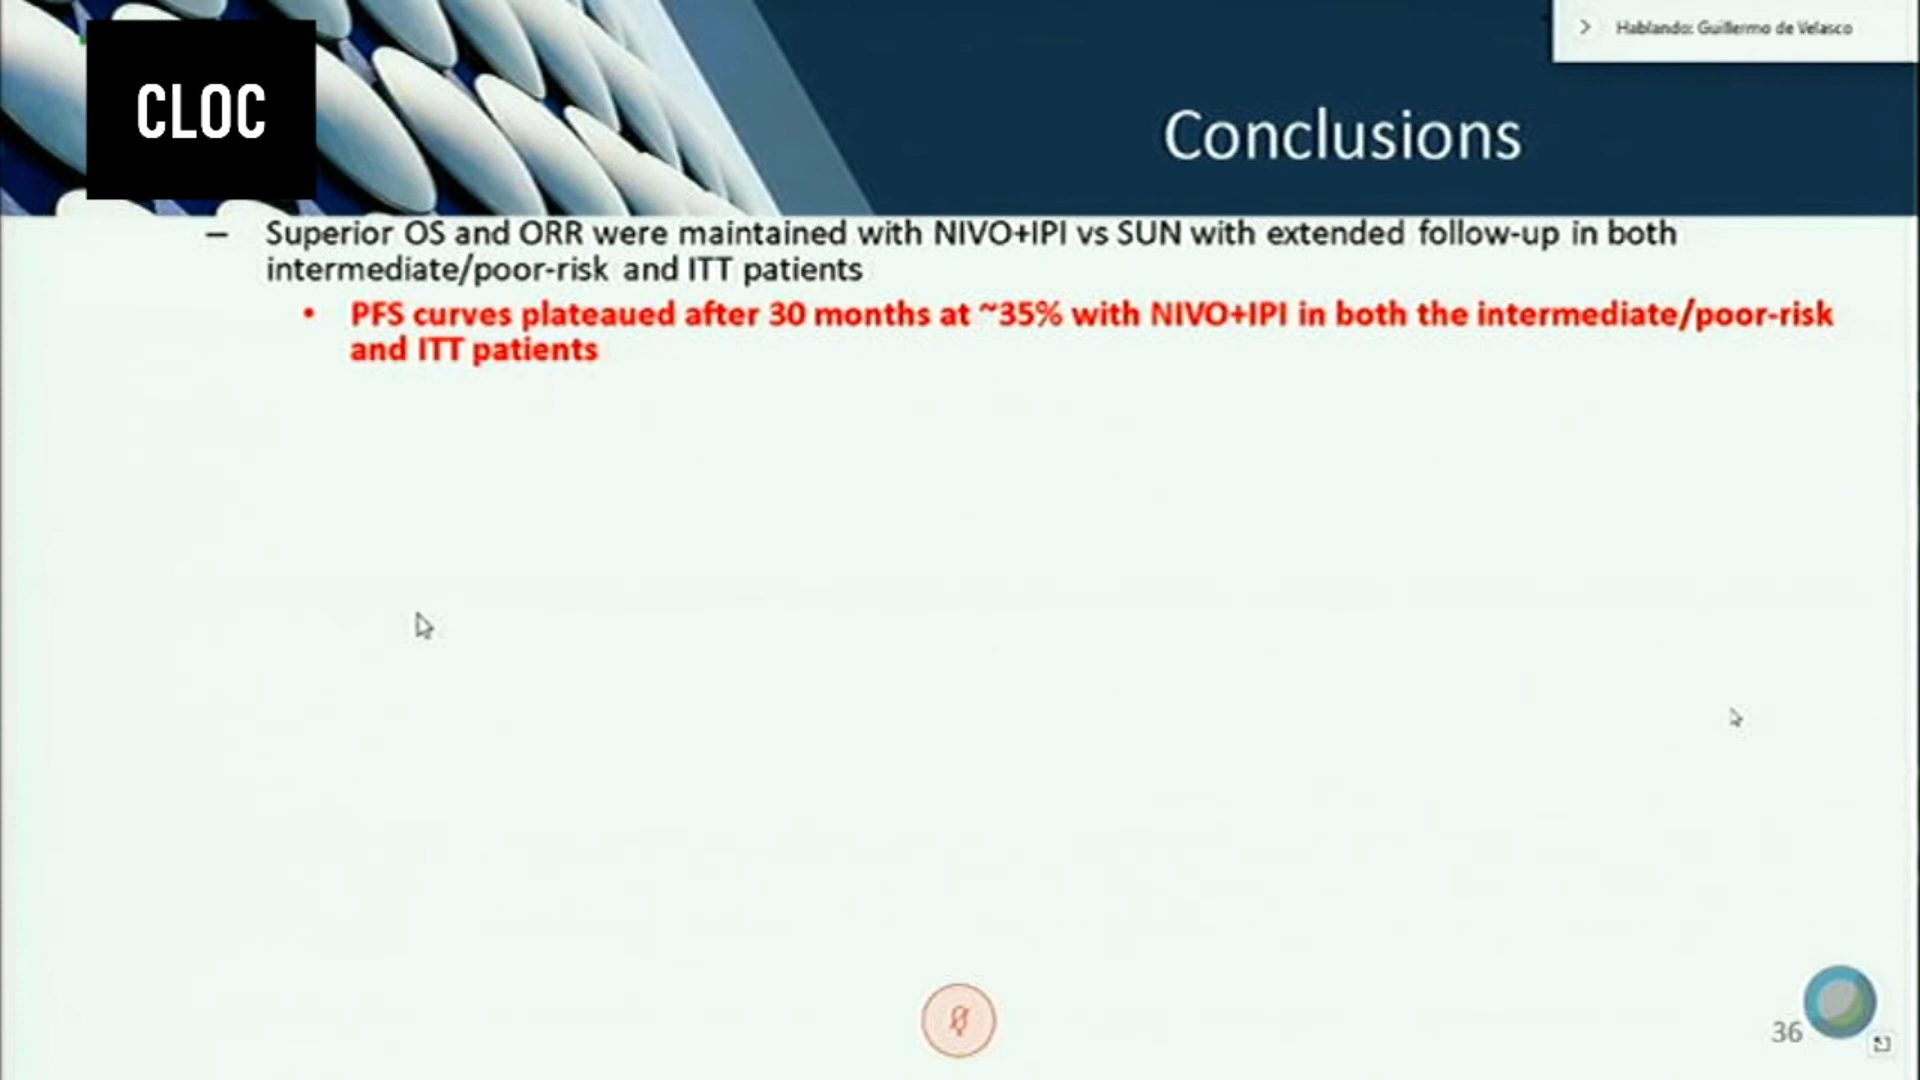 Hablando: Guillermo de Velasco
CLOC
Conclusions
– Superior OS and ORR were maintained with NIVO+IPI vs SUN with extended follow-up in both
intermediate/poor-risk and ITT patients
• PFS curves plateaued after 30 months at ~35% with NIVO+IPI in both the intermediate/poor-risk
and ITT patients
36